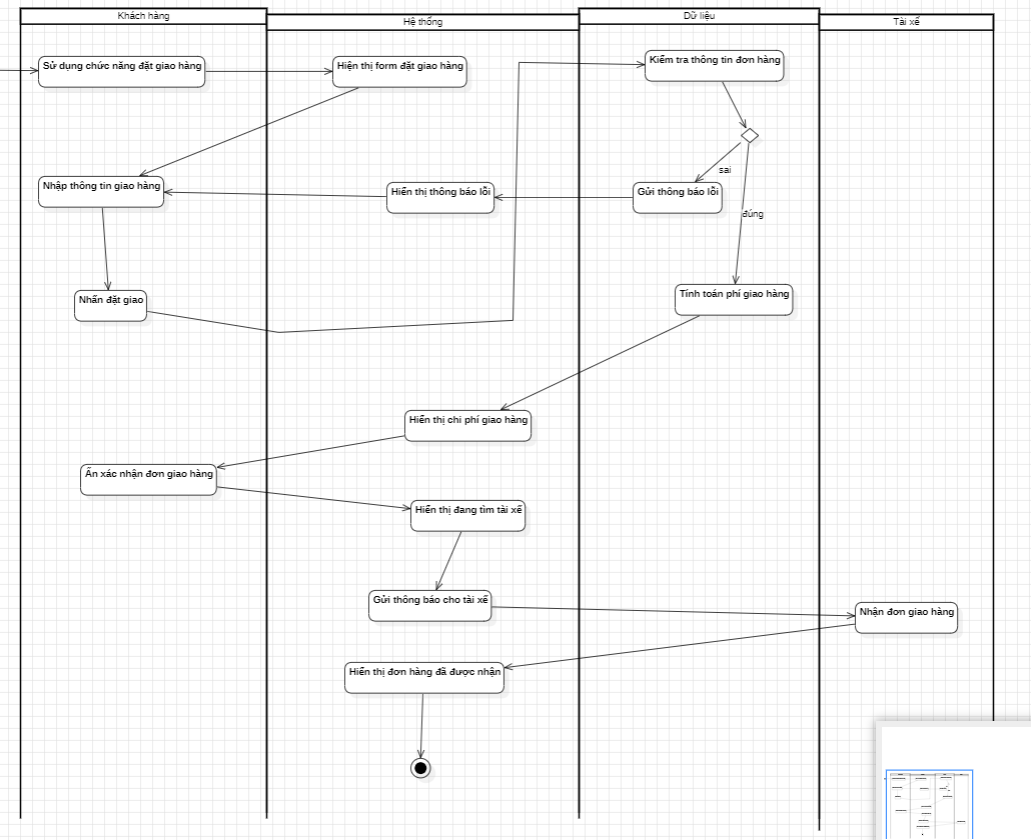 Khách hàng
Hệ thống
Dữ liệu
Tài xế
Sử dụng chức năng đặt giao hàng
Hiện thị form đặt giao hàng
Kiểm tra thông tin đơn hàng
sai
Nhập thông tin giao hàng
Hiển thị thông báo lỗi
Gửi thông báo lỗi
đúng
Nhấn đặt giao
Tính toán phí giao hàng
Hiển thị chi phí giao hàng
Ấn xác nhận đơn giao hàng
Hiển thị đang tìm tài xế
Gửi thông báo cho tài xế
Nhận đơn giao hàng
Hiển thị đơn hàng đã được nhận